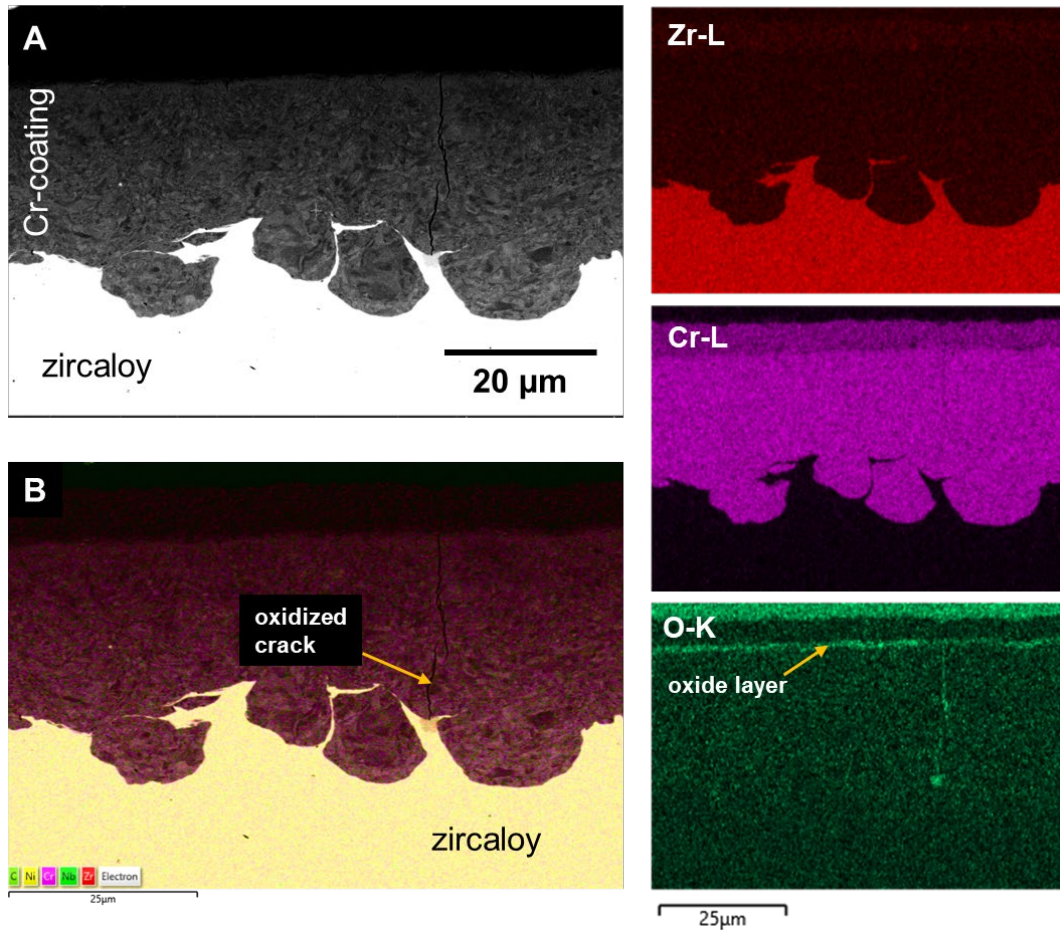 A
Cr-coating
zircaloy
20 µm
B
oxidized
crack
zircaloy
C Ni Cr Nb Zr Electron
25µm
Zr-L
Cr-L
O-K
oxide layer
25µm